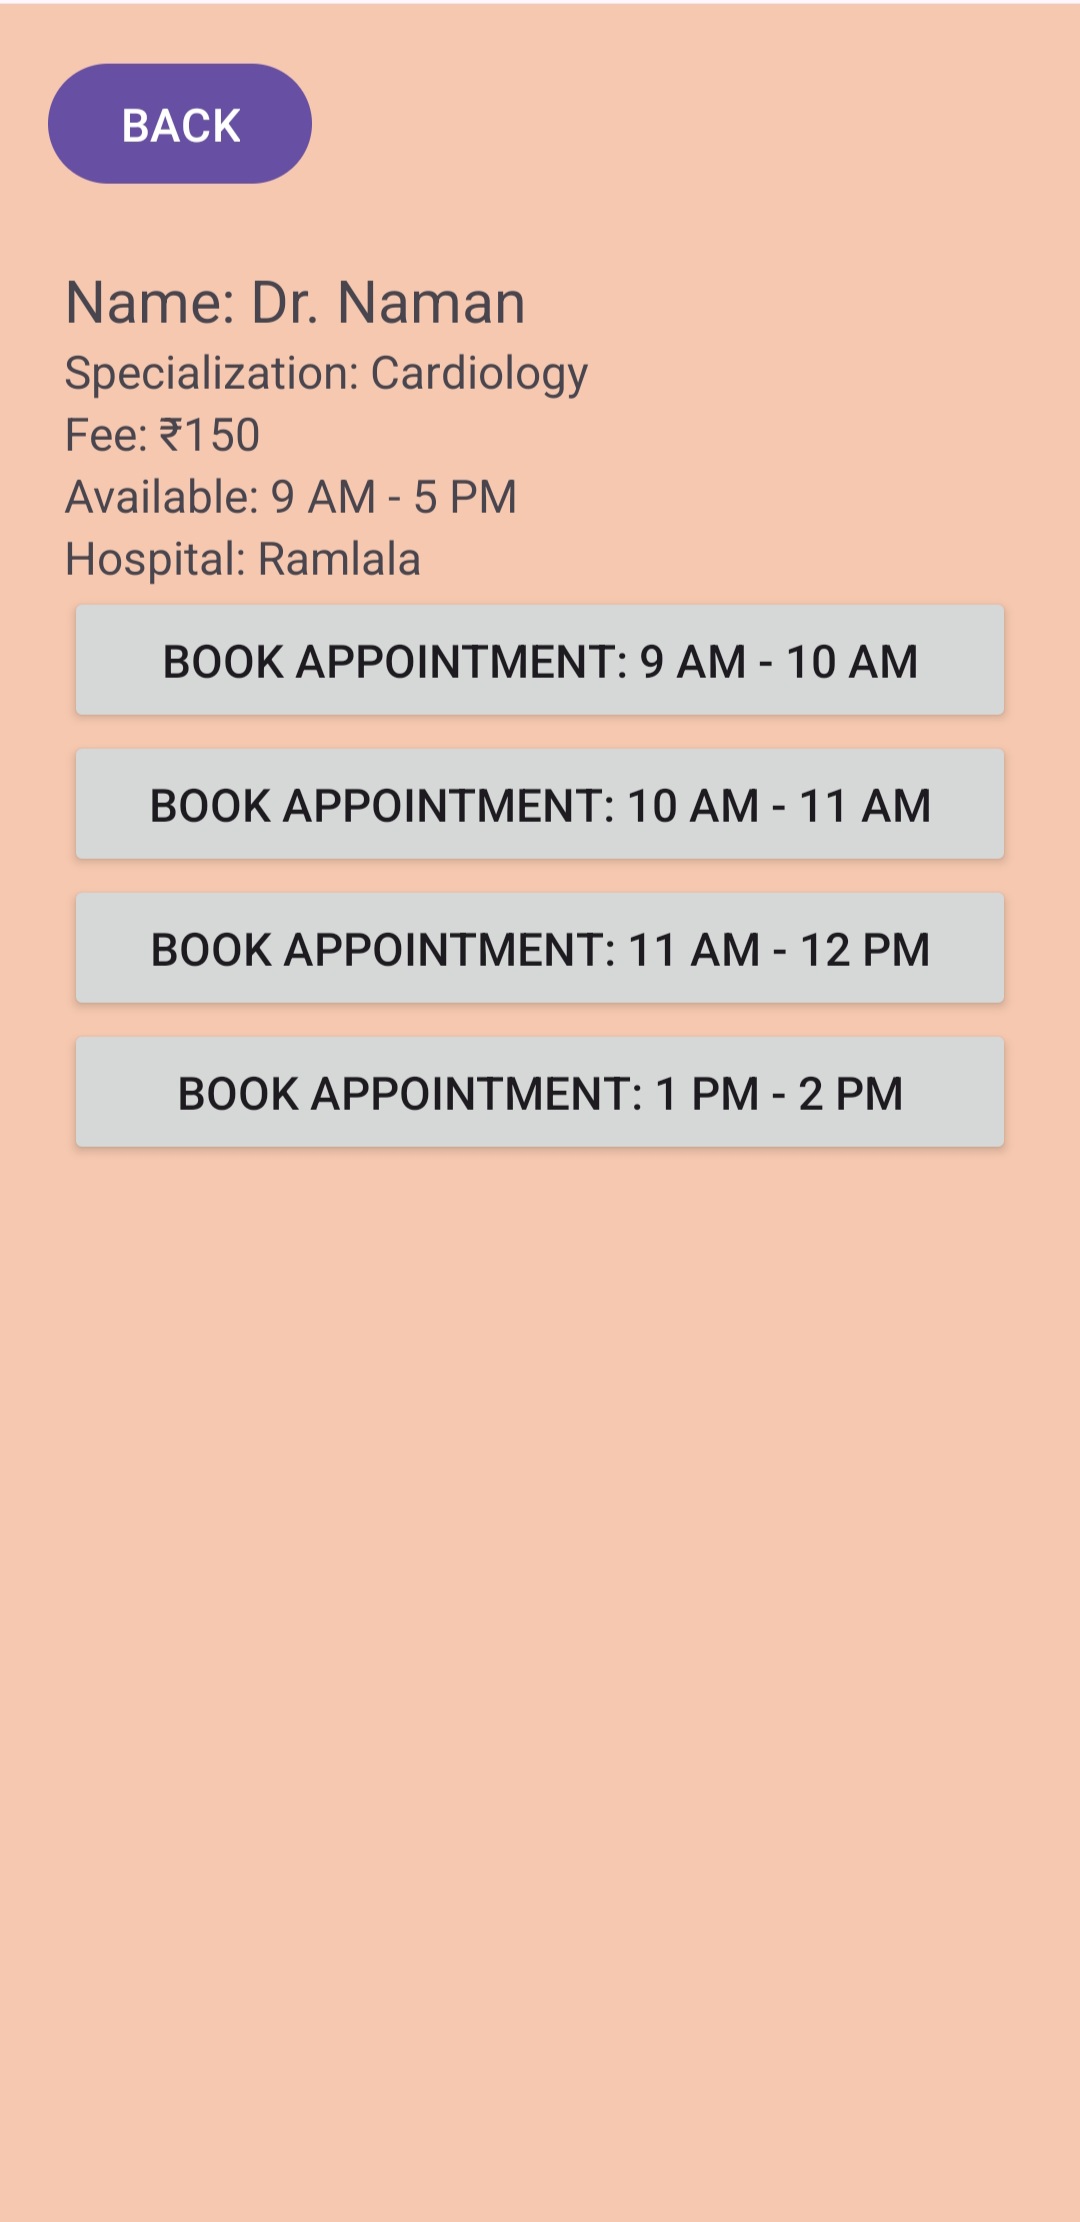 BACK
Name: Dr. Naman
Specialization: Cardiology
Fee: ₹150
Available: 9 AM - 5 PM
Hospital: Ramlala
BOOK APPOINTMENT: 9 AM - 10 AM
BOOK APPOINTMENT: 10 AM - 11 AM
BOOK APPOINTMENT: 11 AM - 12 PM
BOOK APPOINTMENT: 1 PM - 2 PM